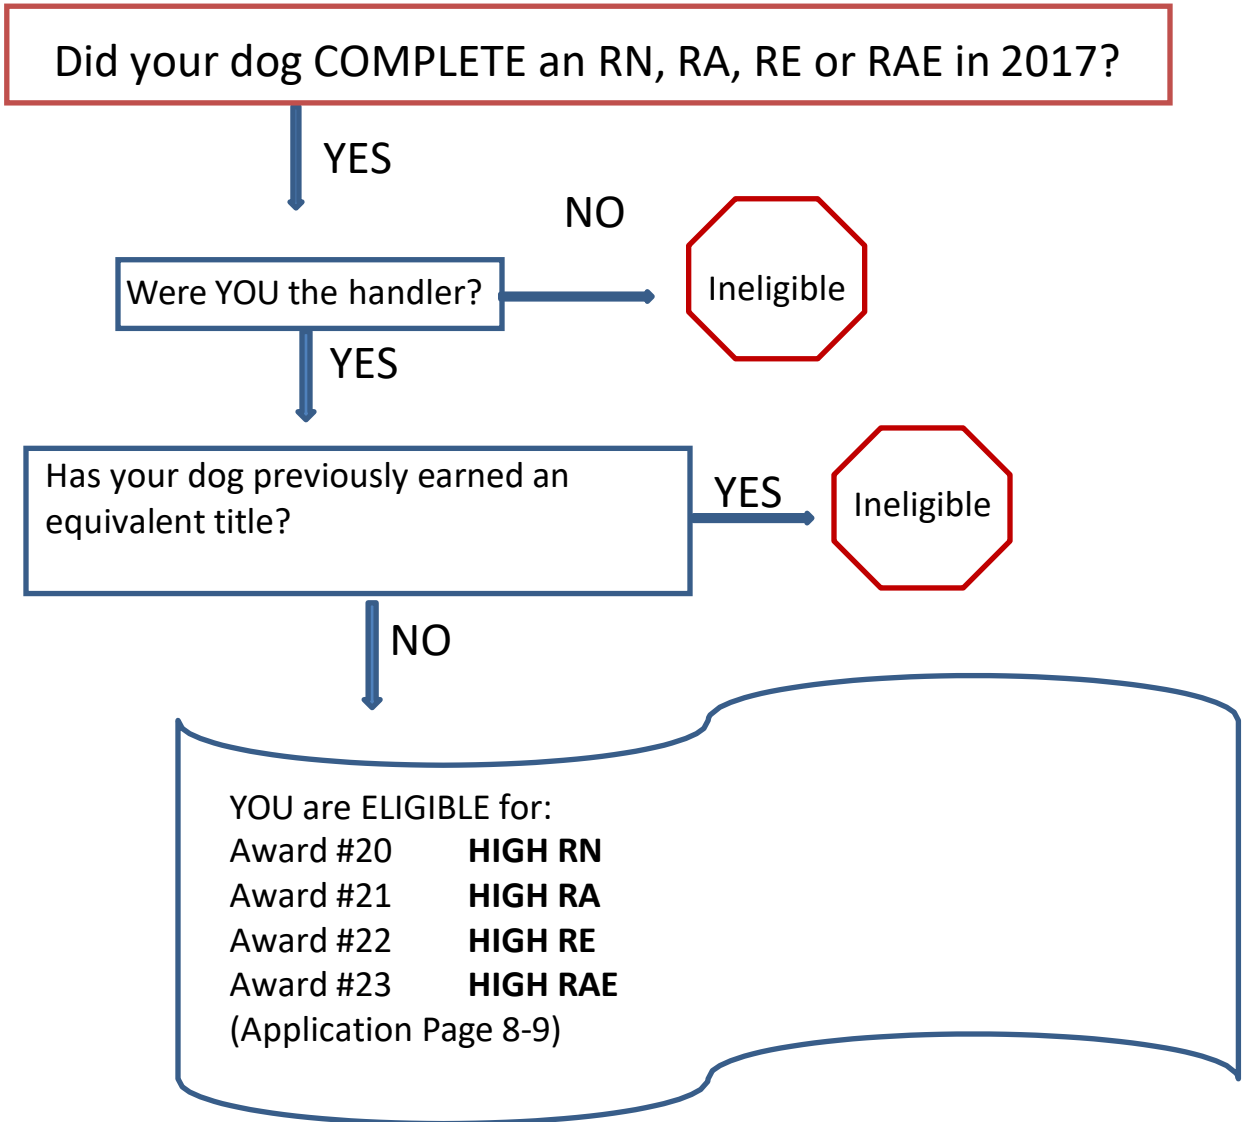 Did your dog COMPLETE an RN, RA, RE or RAE in 2017?
YES
NO
Were YOU the handler?
Ineligible
YES
Has your dog previously earned an
equivalent title?
YES
Ineligible
NO
YOU are ELIGIBLE for:
Award #20 HIGH RN
Award #21 HIGH RA
Award #22 HIGH RE
Award #23 HIGH RAE
(Application Page 8-9)